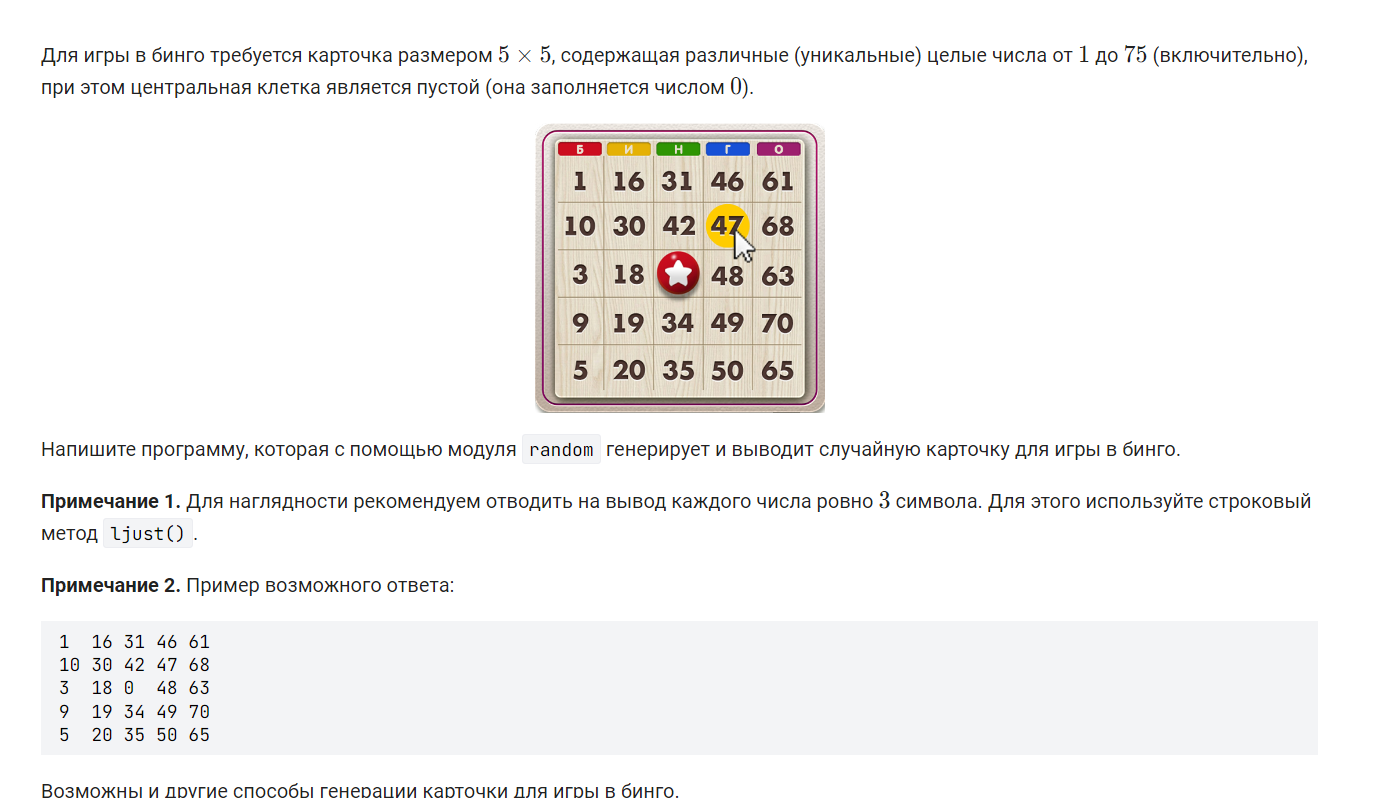 Для игры в бинго требуется карточка размером 5 × 5, содержащая различные (уникальные) целые числа от 1 до 75 (включительно),
при этом центральная клетка является пустой (она заполняется числом 0).
Б И Н Г О
1 16 31 46 61
10 30 42 47 68
3 18 48 63
9 19 34 49 70
5 20 35 50 65
Напишите программу, которая с помощью модуля random генерирует и выводит случайную карточку для игры в бинго.
Примечание 1. Для наглядности рекомендуем отводить на вывод каждого числа ровно 3 символа. Для этого используйте строковый
метод ljust().
Примечание 2. Пример возможного ответа:
1  16 31 46 61
10 30 42 47 68
3  18 0  48 63
9  19 34 49 70
5  20 35 50 65
Возможны и другие способы генерации карточки для игры в бинго.